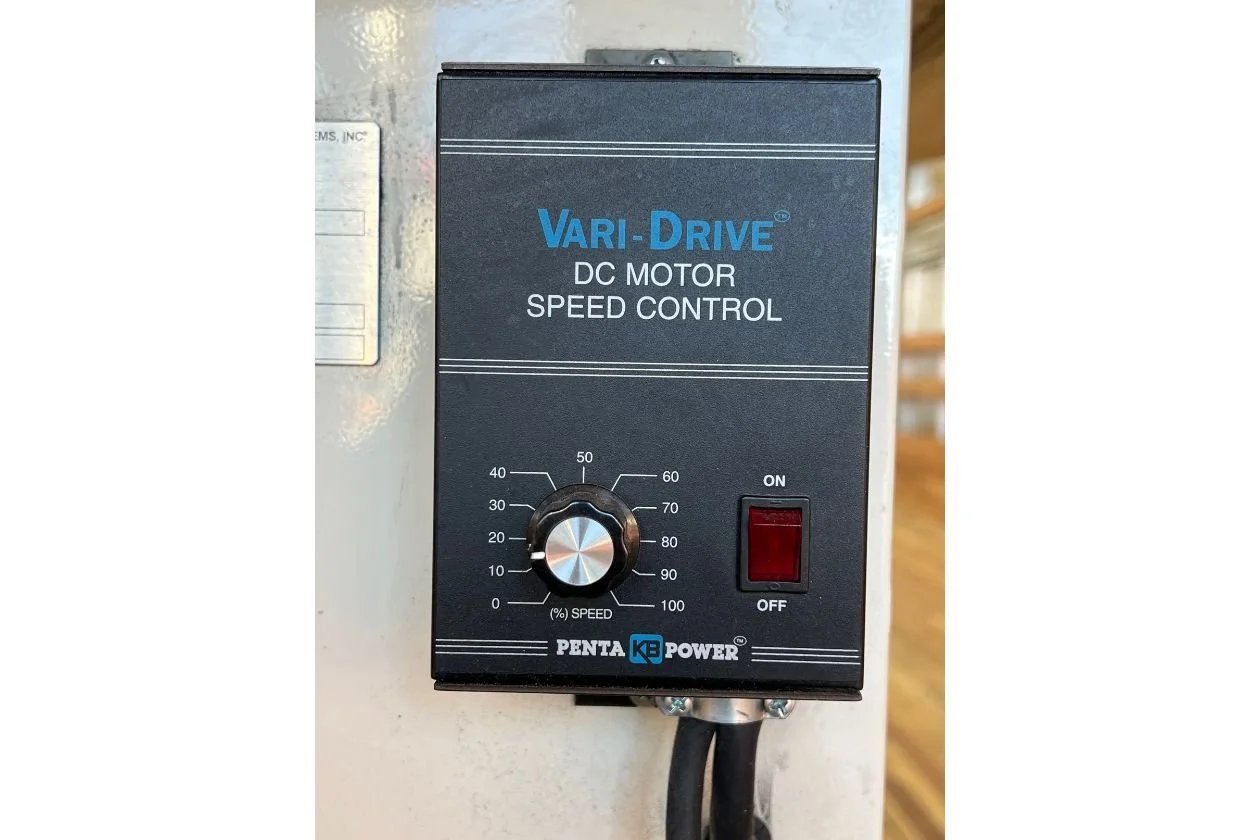 EMS, INC®
VARI-DRIVE™
DC MOTOR
SPEED CONTROL
50
40 60
30 70
20 80
10 90
0 100
(%) SPEED
ON
OFF
PENTA KB POWER™